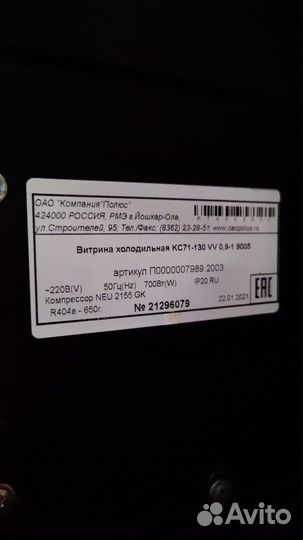 ОАО "Компания"Полюс"
424000 РОССИЯ, РМЭ г.Йошкар-Ола,
ул.Строителей, 95; Тел./Факс: (8362) 23-28-51; www.oaopolus.ru
Витрина холодильная КС71-130 VV 0,9-1 9005
артикул П0000007989 2003
~220В(V) 50Гц(Hz) 700Вт(W) IP20 RU
Компрессор NEU 2155 GK
R404a - 650г.
№ 21296079
22.01.2021
EAC
Avito